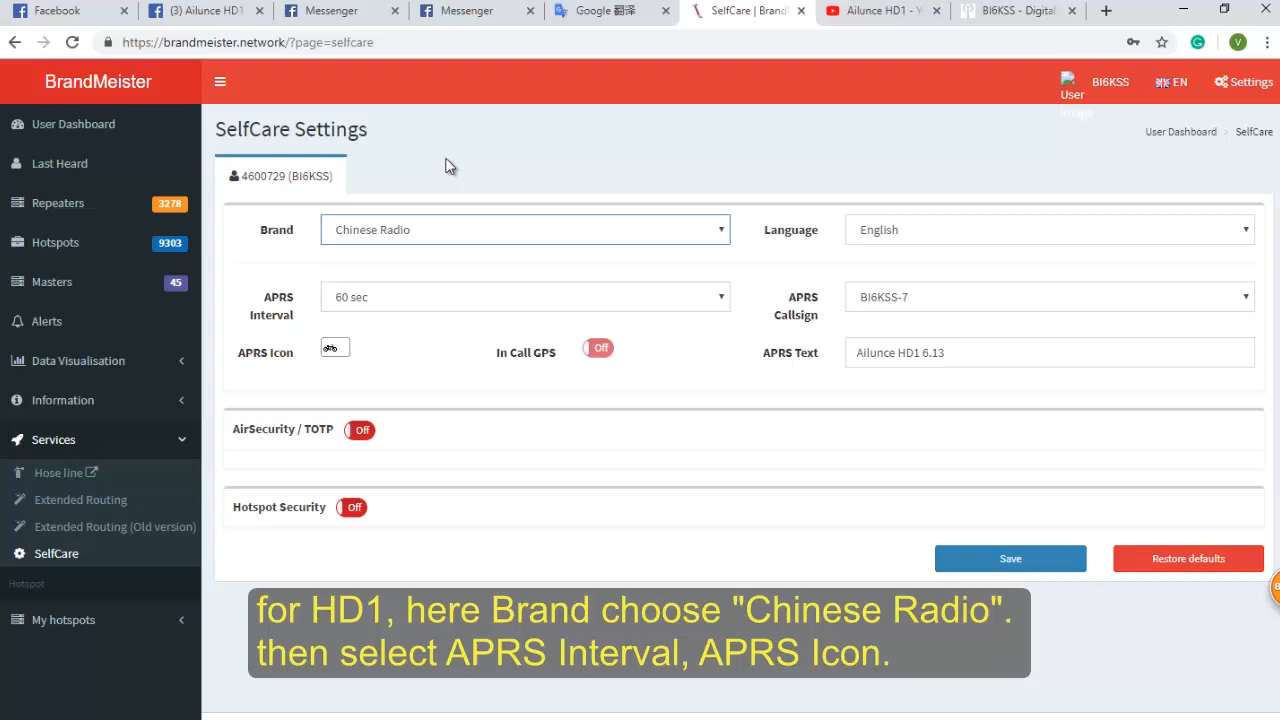 Facebook
(3) Ailunce HD1
Messenger
Messenger
Google 翻译
SelfCare | Brand
Ailunce HD1 - Y
BI6KSS - Digital
https://brandmeister.network/?page=selfcare
V
BrandMeister
User Image
BI6KSS
EN
Settings
User Dashboard
Last Heard
Repeaters 3278
Hotspots 9303
Masters 45
Alerts
Data Visualisation
Information
Services
Hose line
Extended Routing
Extended Routing (Old version)
SelfCare
Hotspot
My hotspots
SelfCare Settings
User Dashboard > SelfCare
4600729 (BI6KSS)
Brand Chinese Radio Language English
APRS Interval 60 sec APRS Callsign BI6KSS-7
APRS Icon In Call GPS Off APRS Text Ailunce HD1 6.13
AirSecurity / TOTP Off
Hotspot Security Off
Save Restore defaults
for HD1, here Brand choose "Chinese Radio".
then select APRS Interval, APRS Icon.